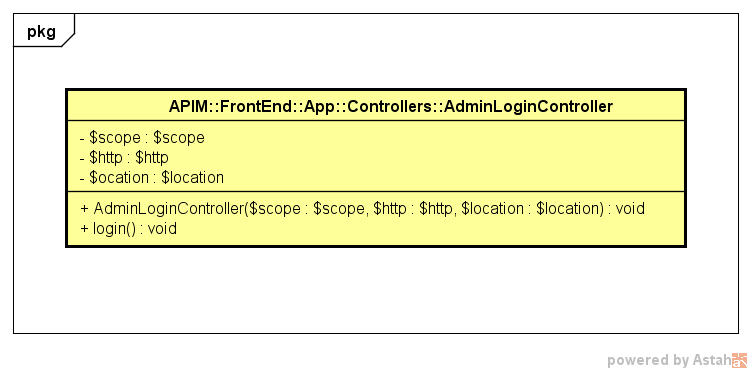 pkg
APIM::FrontEnd::App::Controllers::AdminLoginController
- $scope : $scope
- $http : $http
- $ocation : $location
+ AdminLoginController($scope : $scope, $http : $http, $location : $location) : void
+ login() : void
powered by Astah